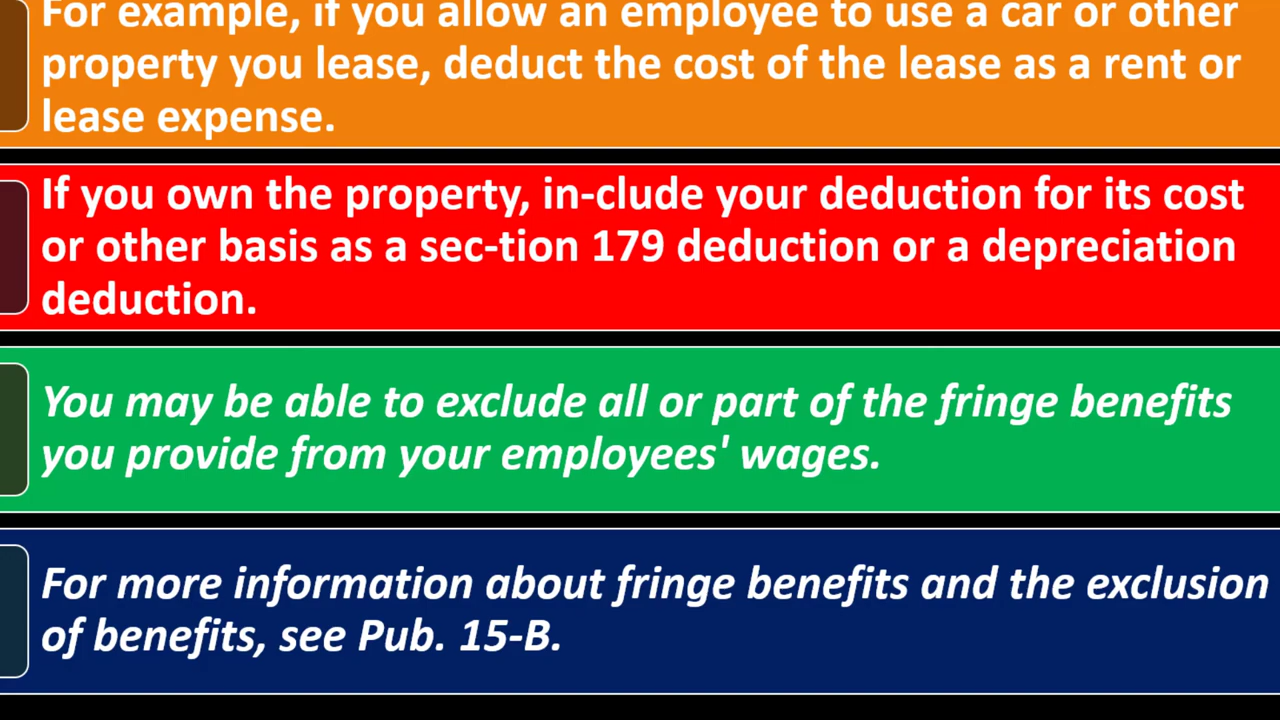 For example, if you allow an employee to use a car or other
property you lease, deduct the cost of the lease as a rent or
lease expense.
If you own the property, in-clude your deduction for its cost
or other basis as a sec-tion 179 deduction or a depreciation
deduction.
You may be able to exclude all or part of the fringe benefits
you provide from your employees' wages.
For more information about fringe benefits and the exclusion
of benefits, see Pub. 15-B.